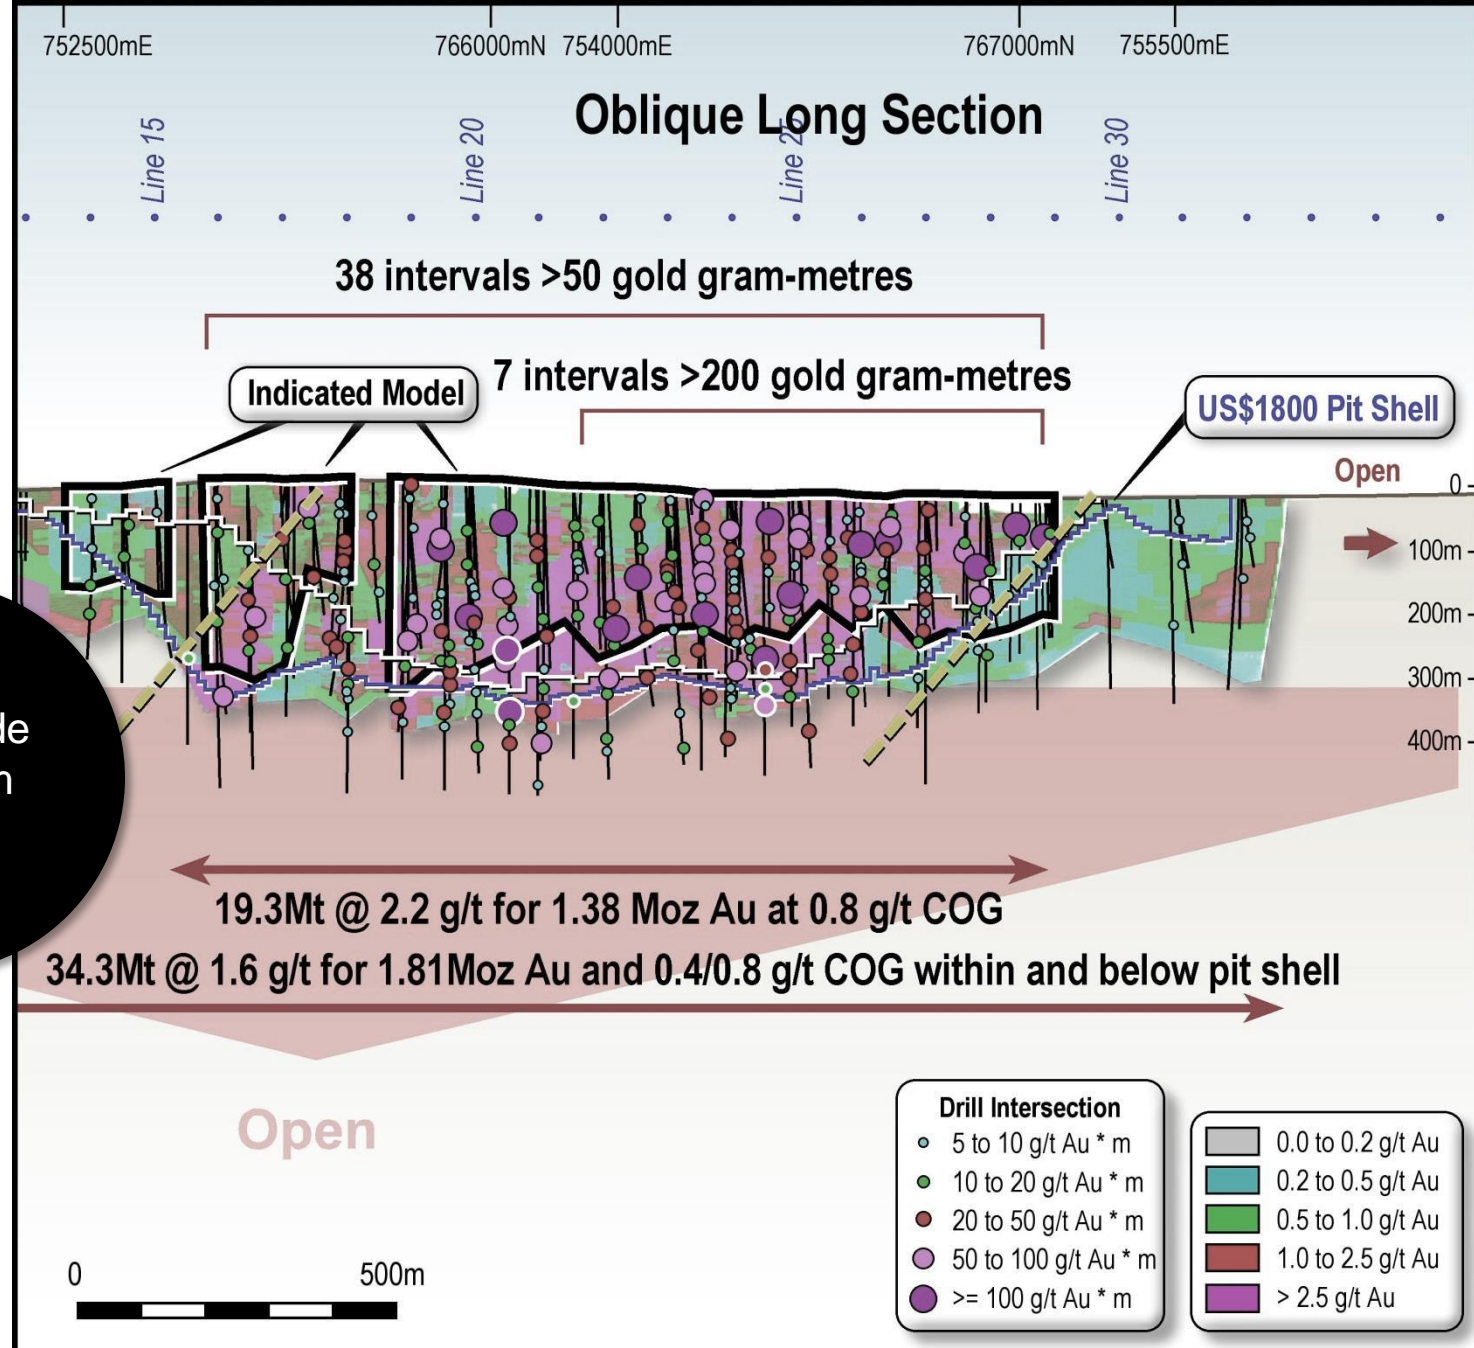 752500mE 766000mN 754000mE 767000mN 755500mE
Oblique Long Section
Line 15 Line 20 Line 25 Line 30
38 intervals >50 gold gram-metres
7 intervals >200 gold gram-metres
Indicated Model
US$1800 Pit Shell
Open
0
100m
200m
300m
400m
19.3Mt @ 2.2 g/t for 1.38 Moz Au at 0.8 g/t COG
34.3Mt @ 1.6 g/t for 1.81Moz Au and 0.4/0.8 g/t COG within and below pit shell
Open
0 500m
Drill Intersection
5 to 10 g/t Au * m
10 to 20 g/t Au * m
20 to 50 g/t Au * m
50 to 100 g/t Au * m
>= 100 g/t Au * m
0.0 to 0.2 g/t Au
0.2 to 0.5 g/t Au
0.5 to 1.0 g/t Au
1.0 to 2.5 g/t Au
> 2.5 g/t Au